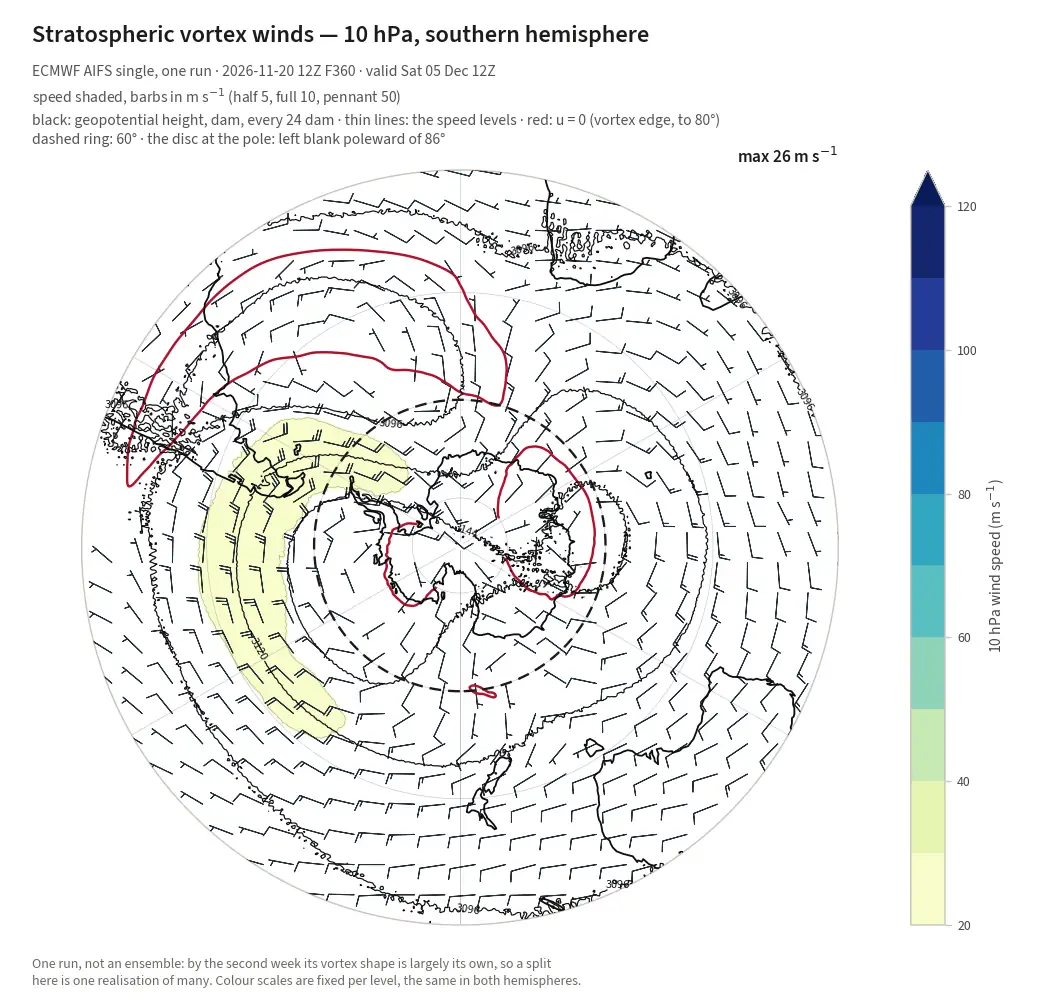 Stratospheric vortex winds — 10 hPa, southern hemisphere
ECMWF AIFS single, one run · 2026-11-20 12Z F360 · valid Sat 05 Dec 12Z
speed shaded, barbs in m s⁻¹ (half 5, full 10, pennant 50)
black: geopotential height, dam, every 24 dam · thin lines: the speed levels · red: u = 0 (vortex edge, to 80°)
dashed ring: 60° · the disc at the pole: left blank poleward of 86°
max 26 m s⁻¹
120
100
80
60
40
20
10 hPa wind speed (m s⁻¹)
3096
3096
3120
3096
3096
One run, not an ensemble: by the second week its vortex shape is largely its own, so a split
here is one realisation of many. Colour scales are fixed per level, the same in both hemispheres.